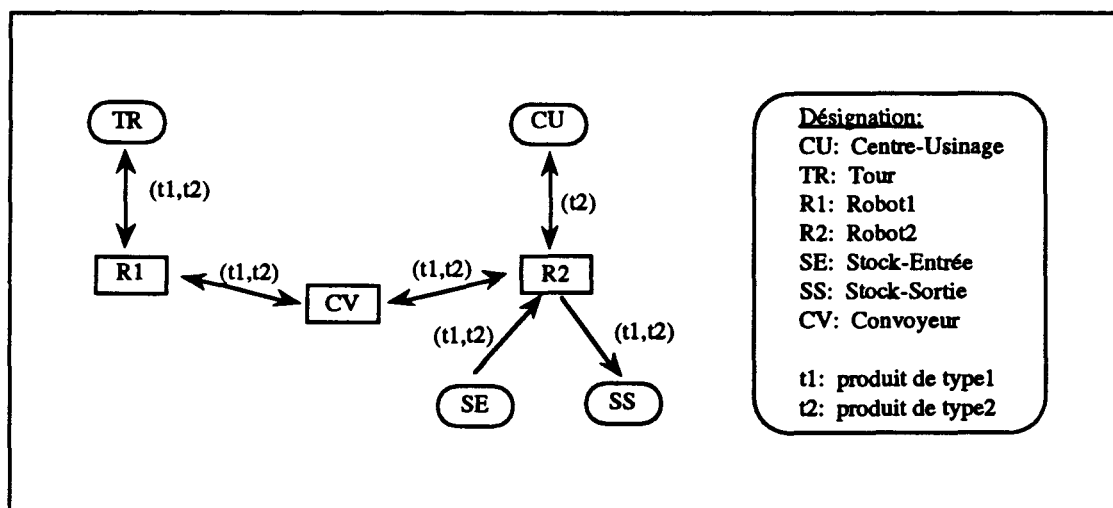 TR
CU
(t1,t2)
(t2)
R1
(t1,t2)
CV
(t1,t2)
R2
(t1,t2)
(t1,t2)
SE
SS
Désignation:
CU: Centre-Usinage
TR: Tour
R1: Robot1
R2: Robot2
SE: Stock-Entrée
SS: Stock-Sortie
CV: Convoyeur
t1: produit de type1
t2: produit de type2